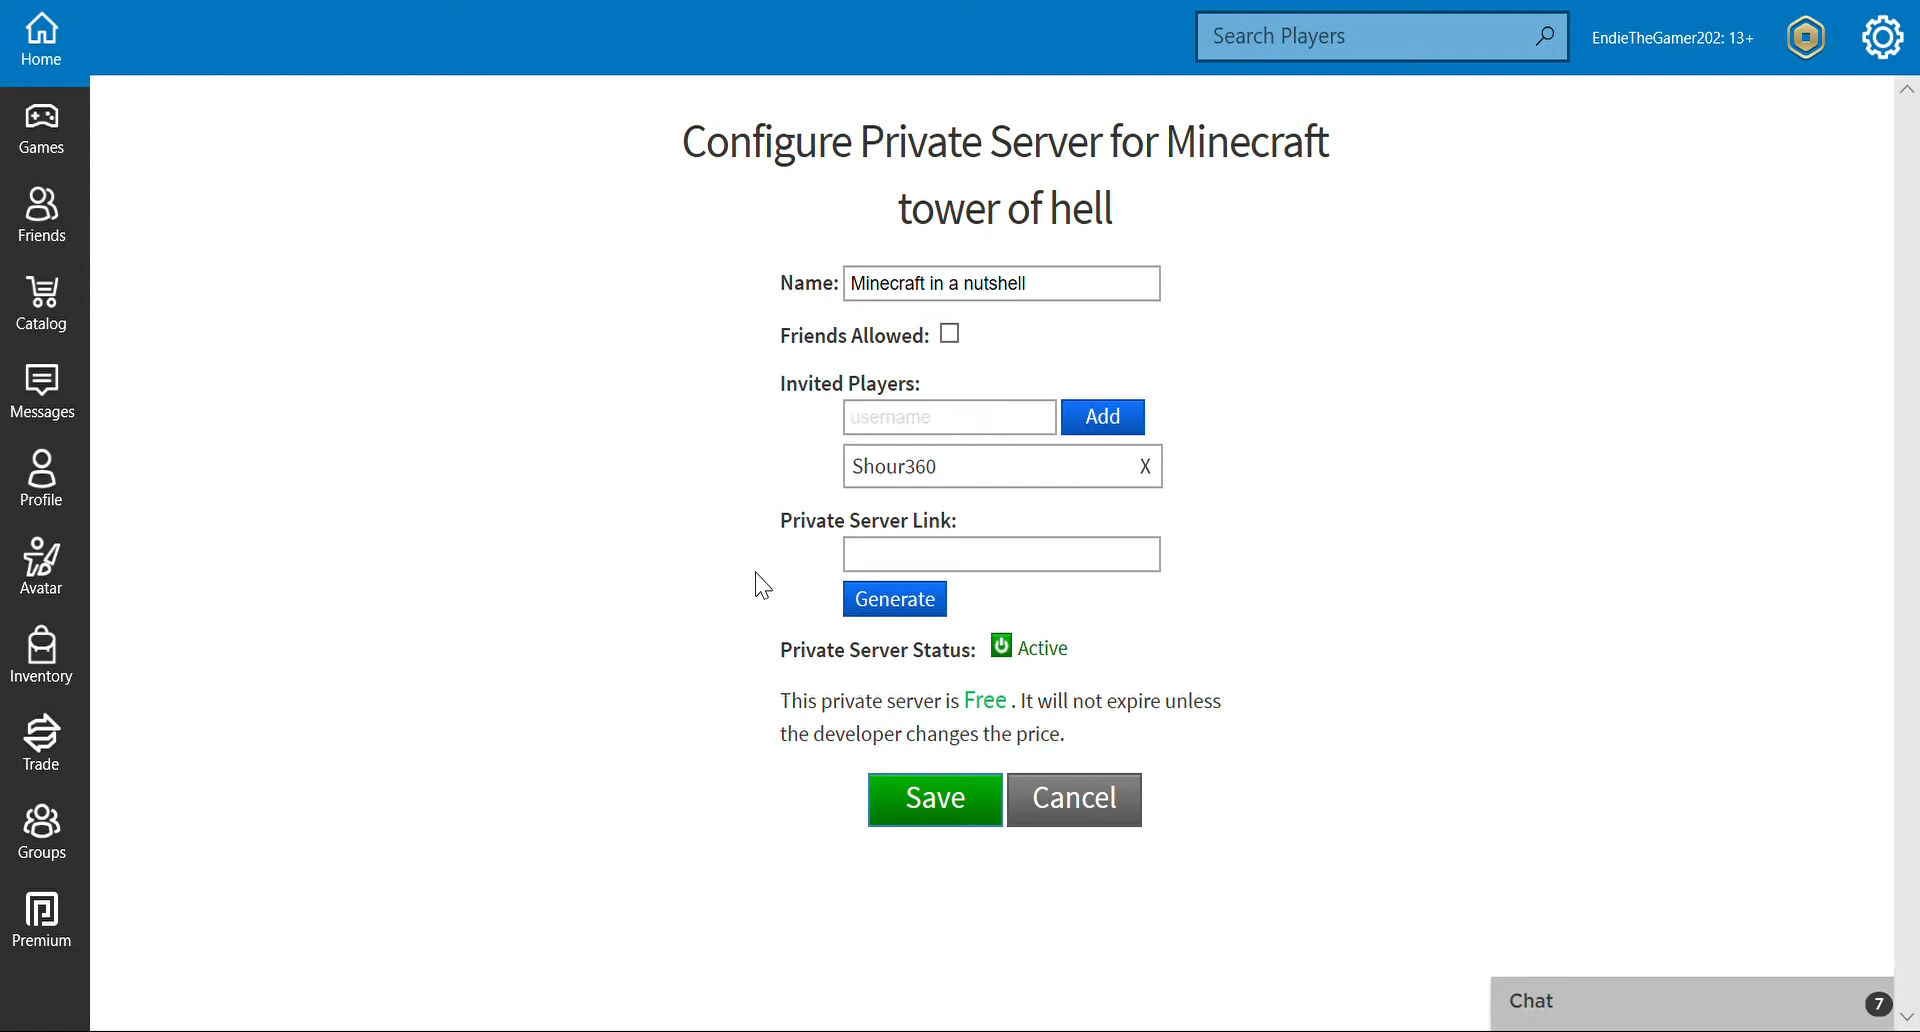 Home
Search Players
EndieTheGamer202: 13+
Games
Friends
Catalog
Messages
Profile
Avatar
Inventory
Trade
Groups
Premium
Configure Private Server for Minecraft
tower of hell
Name: Minecraft in a nutshell
Friends Allowed:
Invited Players:
username Add
Shour360 X
Private Server Link:
Generate
Private Server Status: Active
This private server is Free . It will not expire unless
the developer changes the price.
Save Cancel
Chat 7